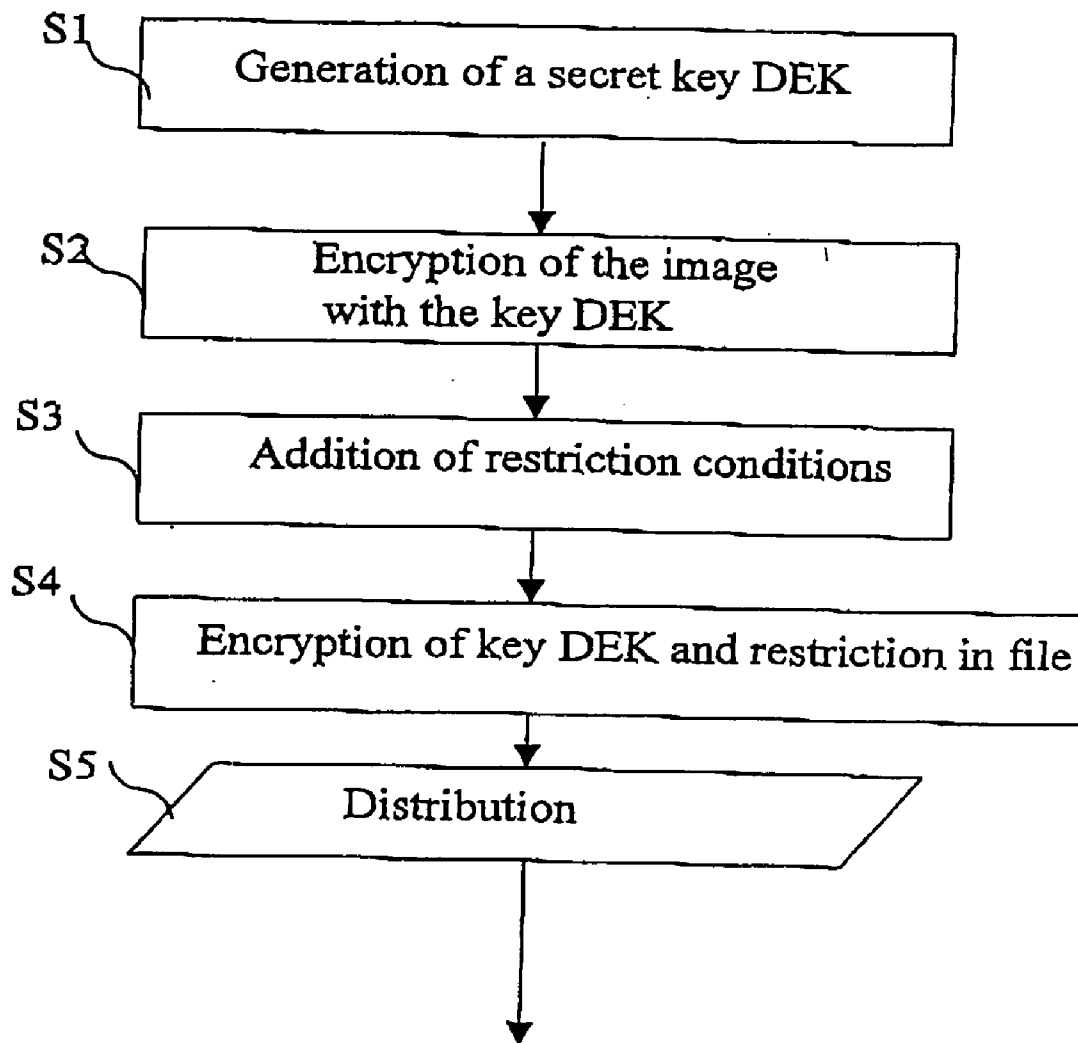 S1
Generation of a secret key DEK
S2
Encryption of the image
with the key DEK
S3
Addition of restriction conditions
S4
Encryption of key DEK and restriction in file
S5
Distribution